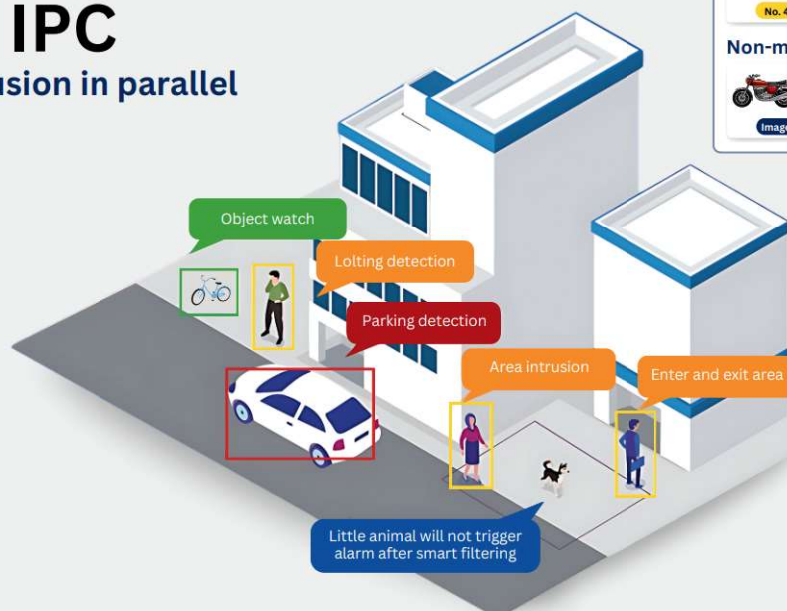 IPC
usion in parallel
No. 4
Non-m
Image
Object watch
Lolting detection
Parking detection
Area intrusion
Enter and exit area
Little animal will not trigger
alarm after smart filtering